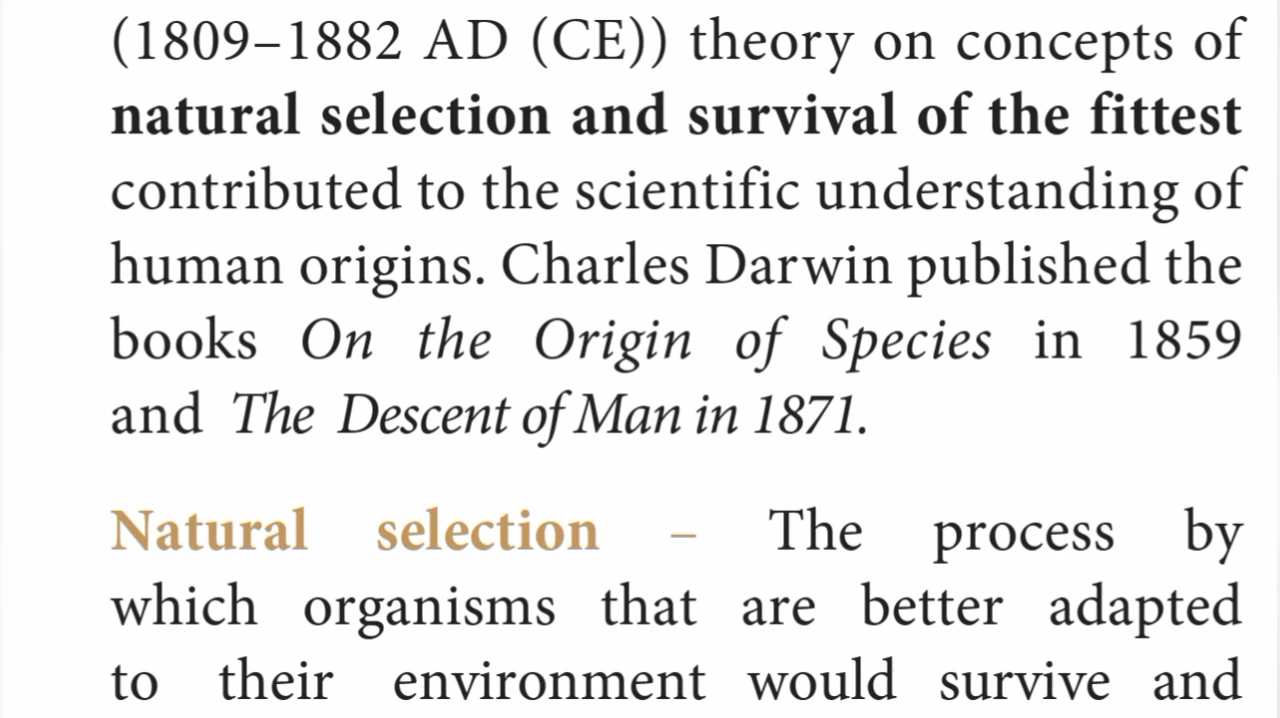 (1809–1882 AD (CE)) theory on concepts of
natural selection and survival of the fittest
contributed to the scientific understanding of
human origins. Charles Darwin published the
books On the Origin of Species in 1859
and The Descent of Man in 1871.
Natural selection – The process by
which organisms that are better adapted
to their environment would survive and